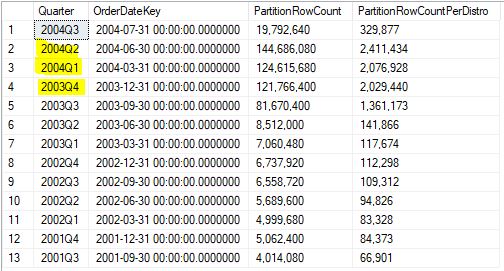 Quarter OrderDateKey PartitionRowCount PartitionRowCountPerDistro
1 2004Q3 2004-07-31 00:00:00.0000000 19,792,640 329,877
2 2004Q2 2004-06-30 00:00:00.0000000 144,686,080 2,411,434
3 2004Q1 2004-03-31 00:00:00.0000000 124,615,680 2,076,928
4 2003Q4 2003-12-31 00:00:00.0000000 121,766,400 2,029,440
5 2003Q3 2003-09-30 00:00:00.0000000 81,670,400 1,361,173
6 2003Q2 2003-06-30 00:00:00.0000000 8,512,000 141,866
7 2003Q1 2003-03-31 00:00:00.0000000 7,060,480 117,674
8 2002Q4 2002-12-31 00:00:00.0000000 6,737,920 112,298
9 2002Q3 2002-09-30 00:00:00.0000000 6,558,720 109,312
10 2002Q2 2002-06-30 00:00:00.0000000 5,689,600 94,826
11 2002Q1 2002-03-31 00:00:00.0000000 4,999,680 83,328
12 2001Q4 2001-12-31 00:00:00.0000000 5,062,400 84,373
13 2001Q3 2001-09-30 00:00:00.0000000 4,014,080 66,901